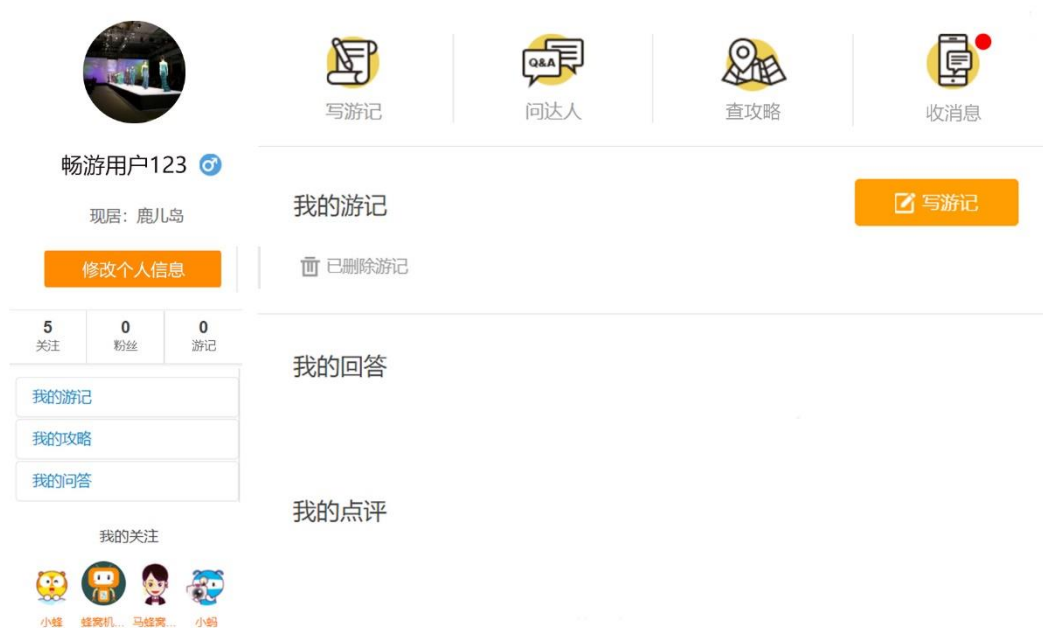 畅游用户123
现居：鹿儿岛
修改个人信息
5 0 0
关注 粉丝 游记
我的游记
我的攻略
我的问答
我的关注
小蜂 蜂窝机... 马蜂窝... 小蚂
Q&A
写游记 问达人 查攻略 收消息
我的游记
写游记
已删除游记
我的回答
我的点评